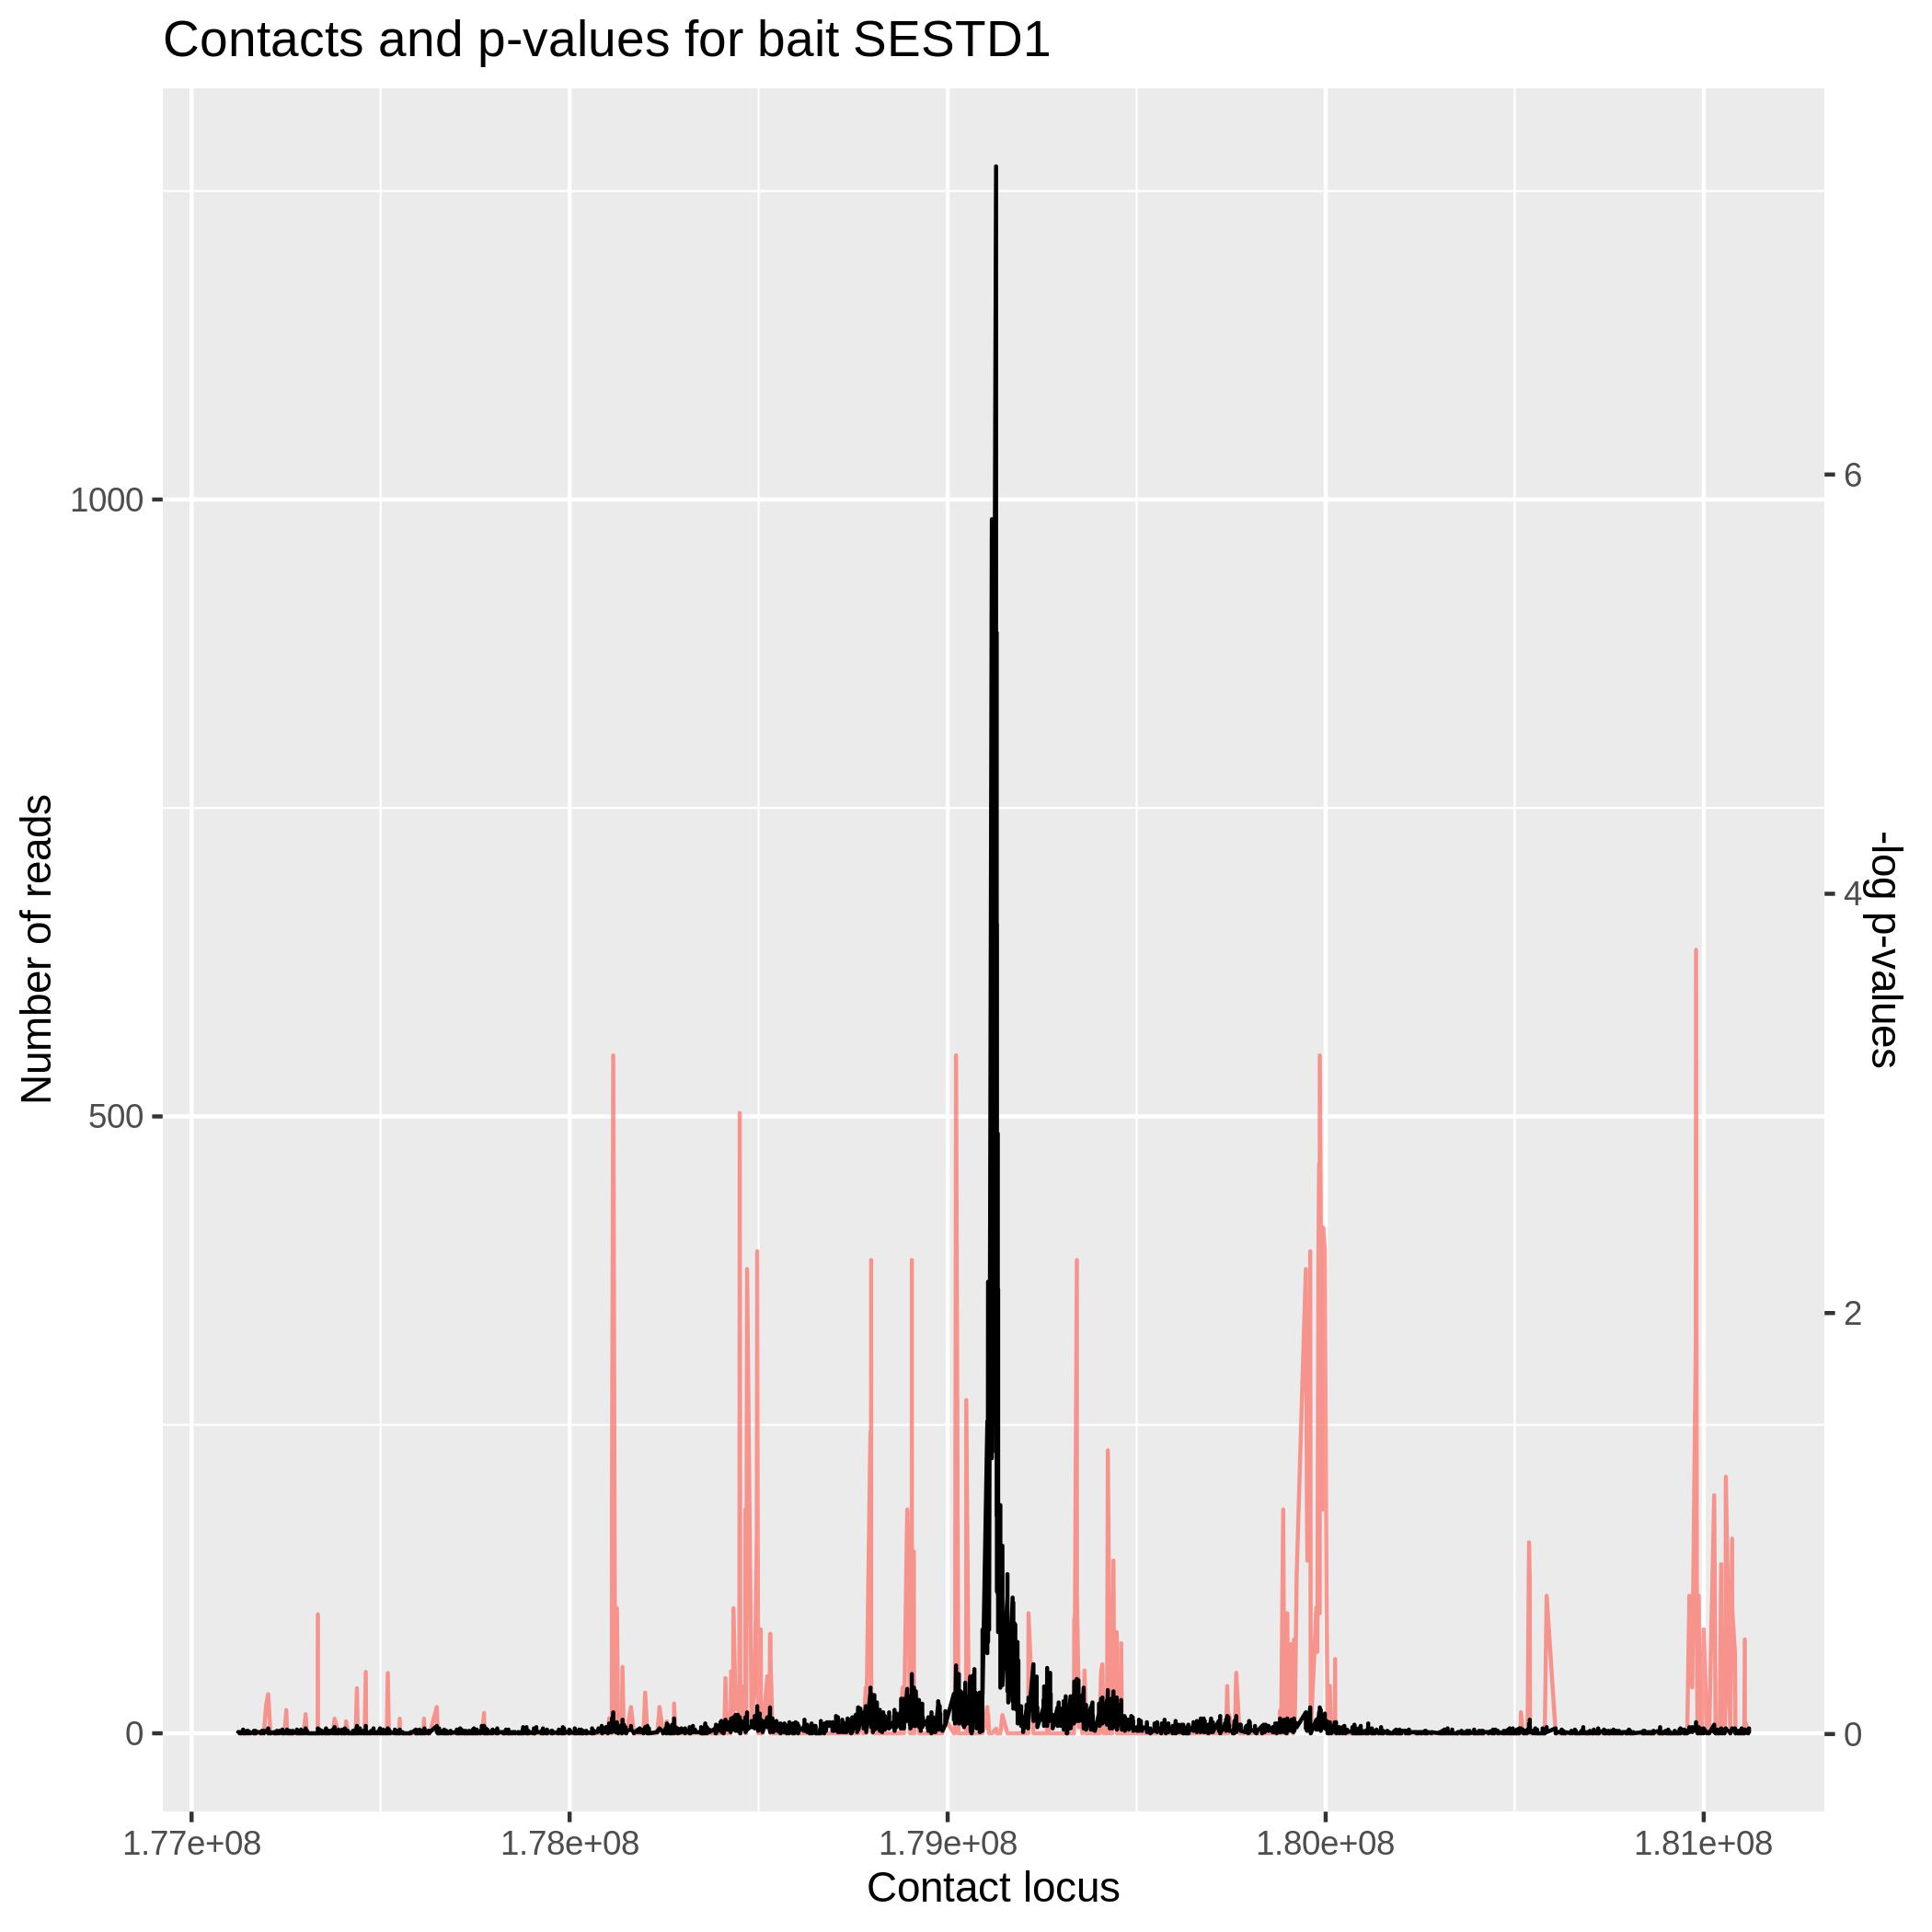 Contacts and p-values for bait SESTD1
Number of reads
1000
500
0
6
4
2
0
-log p-values
1.77e+08
1.78e+08
1.79e+08
1.80e+08
1.81e+08
Contact locus